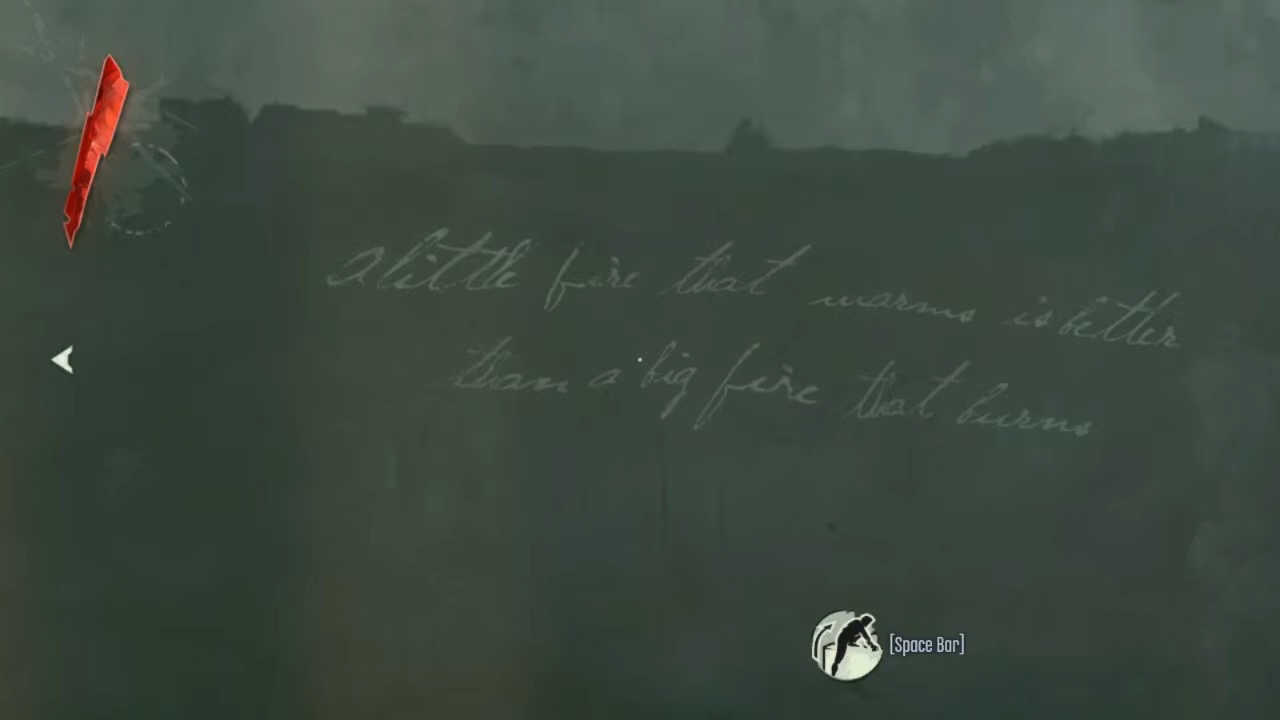 A little fire that warms is better
than a big fire that burns
[Space Bar]